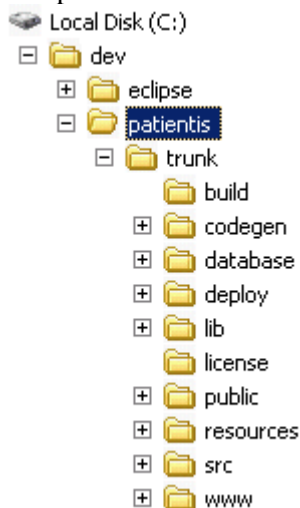 Local Disk (C:)
dev
eclipse
patientis
trunk
build
codegen
database
deploy
lib
license
public
resources
src
www